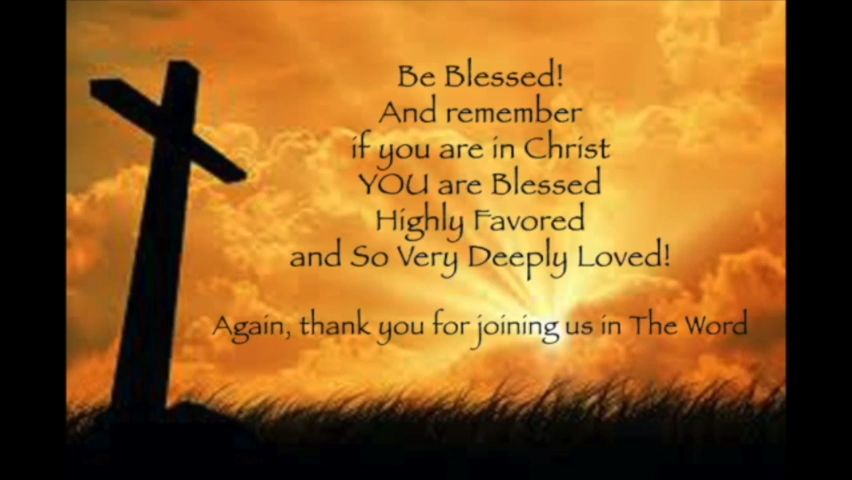 Be Blessed!
And remember
if you are in Christ
YOU are Blessed
Highly Favored
and So Very Deeply Loved!
Again, thank you for joining us in The Word